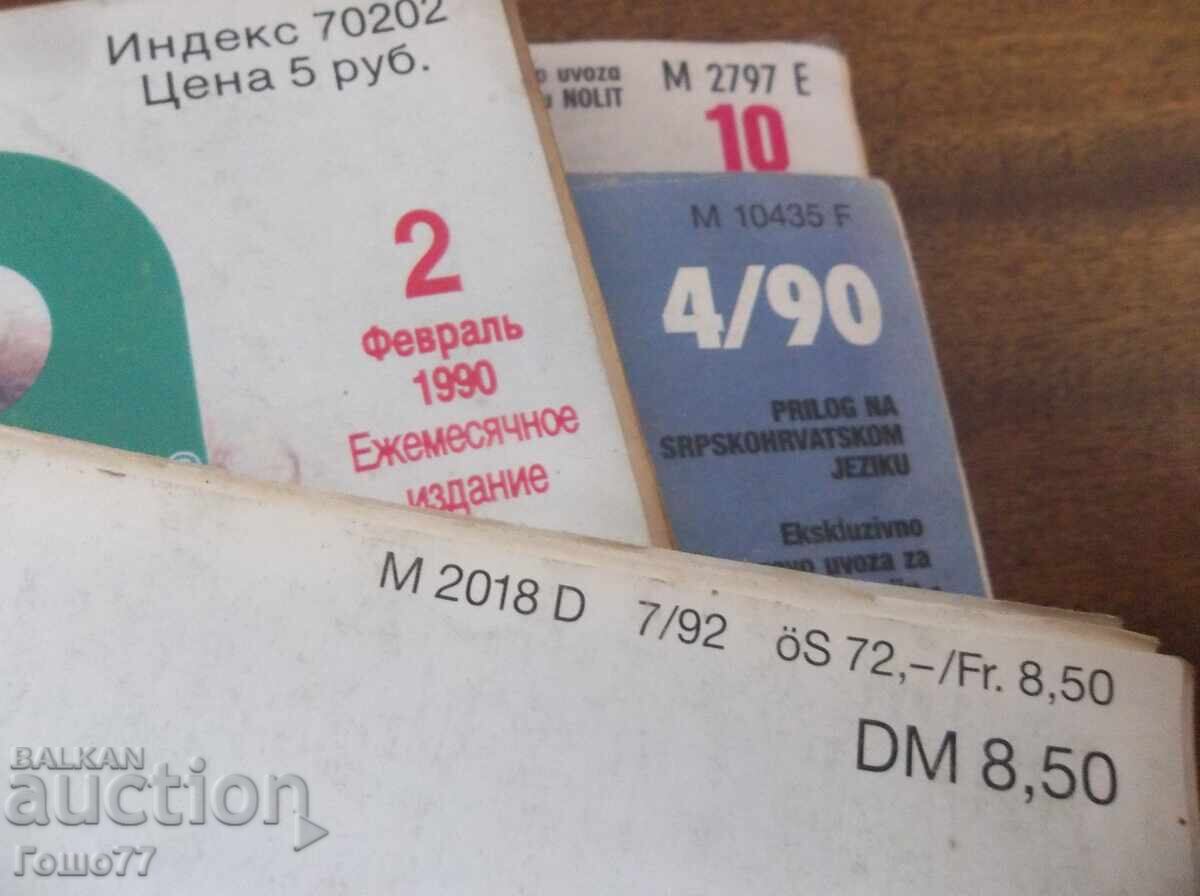 Индекс 70202
Цена 5 руб.
2
Февраль
1990
Ежемесячное
издание
uvoza
NOLIT
M 2797 E
10
M 10435 F
4/90
PRILOG NA
SRPSKOHRVATSKOM
JEZIKU
Ekskluzivno
uvoza za
M 2018 D 7/92 öS 72,–/Fr. 8,50
DM 8,50
BALKAN
auction
Гошо77